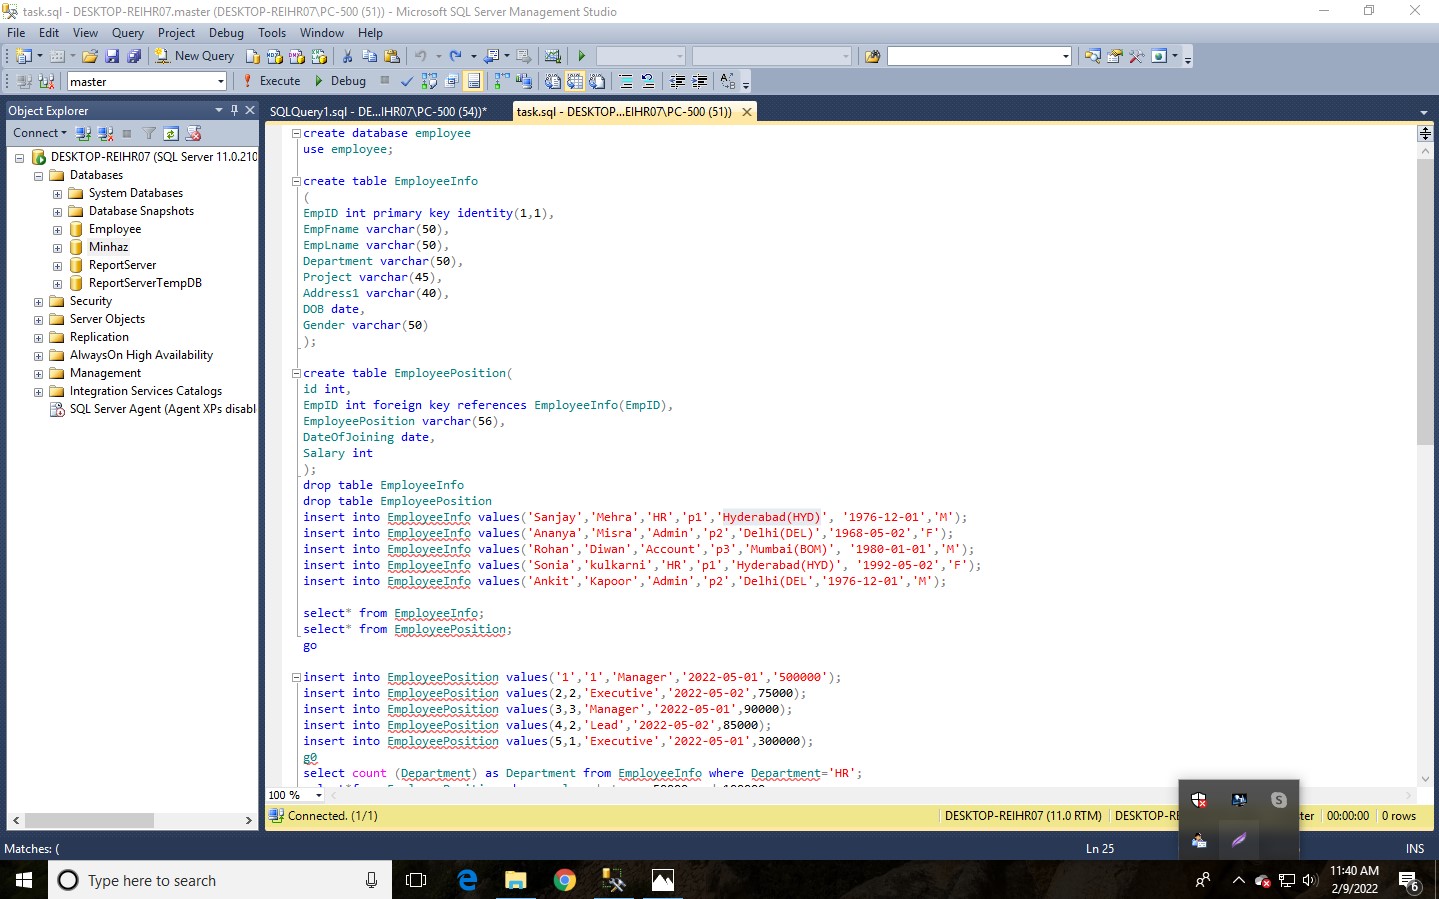 task.sql - DESKTOP-REIHR07.master (DESKTOP-REIHR07\PC-500 (51)) - Microsoft SQL Server Management Studio
File Edit View Query Project Debug Tools Window Help
New Query
master Execute Debug
Object Explorer
SQLQuery1.sql - DE...IHR07\PC-500 (54))*
task.sql - DESKTOP...EIHR07\PC-500 (51))
Connect
DESKTOP-REIHR07 (SQL Server 11.0.210
Databases
System Databases
Database Snapshots
Employee
Minhaz
ReportServer
ReportServerTempDB
Security
Server Objects
Replication
AlwaysOn High Availability
Management
Integration Services Catalogs
SQL Server Agent (Agent XPs disabl
create database employee
use employee;
create table EmployeeInfo
(
EmpID int primary key identity(1,1),
EmpFname varchar(50),
EmpLname varchar(50),
Department varchar(50),
Project varchar(45),
Address1 varchar(40),
DOB date,
Gender varchar(50)
);
create table EmployeePosition(
id int,
EmpID int foreign key references EmployeeInfo(EmpID),
EmployeePosition varchar(56),
DateOfJoining date,
Salary int
);
drop table EmployeeInfo
drop table EmployeePosition
insert into EmployeeInfo values('Sanjay','Mehra','HR','p1','Hyderabad(HYD)', '1976-12-01','M');
insert into EmployeeInfo values('Ananya','Misra','Admin','p2','Delhi(DEL)','1968-05-02','F');
insert into EmployeeInfo values('Rohan','Diwan','Account','p3','Mumbai(BOM)', '1980-01-01','M');
insert into EmployeeInfo values('Sonia','kulkarni','HR','p1','Hyderabad(HYD)', '1992-05-02','F');
insert into EmployeeInfo values('Ankit','Kapoor','Admin','p2','Delhi(DEL','1976-12-01','M');
select* from EmployeeInfo;
select* from EmployeePosition;
go
insert into EmployeePosition values('1','1','Manager','2022-05-01','500000');
insert into EmployeePosition values(2,2,'Executive','2022-05-02',75000);
insert into EmployeePosition values(3,3,'Manager','2022-05-01',90000);
insert into EmployeePosition values(4,2,'Lead','2022-05-02',85000);
insert into EmployeePosition values(5,1,'Executive','2022-05-01',300000);
g0
select count (Department) as Department from EmployeeInfo where Department='HR';
100 %
Connected. (1/1)
DESKTOP-REIHR07 (11.0 RTM) DESKTOP-RE ter 00:00:00 0 rows
Matches: ( Ln 25 INS
Type here to search
11:40 AM
2/9/2022
6